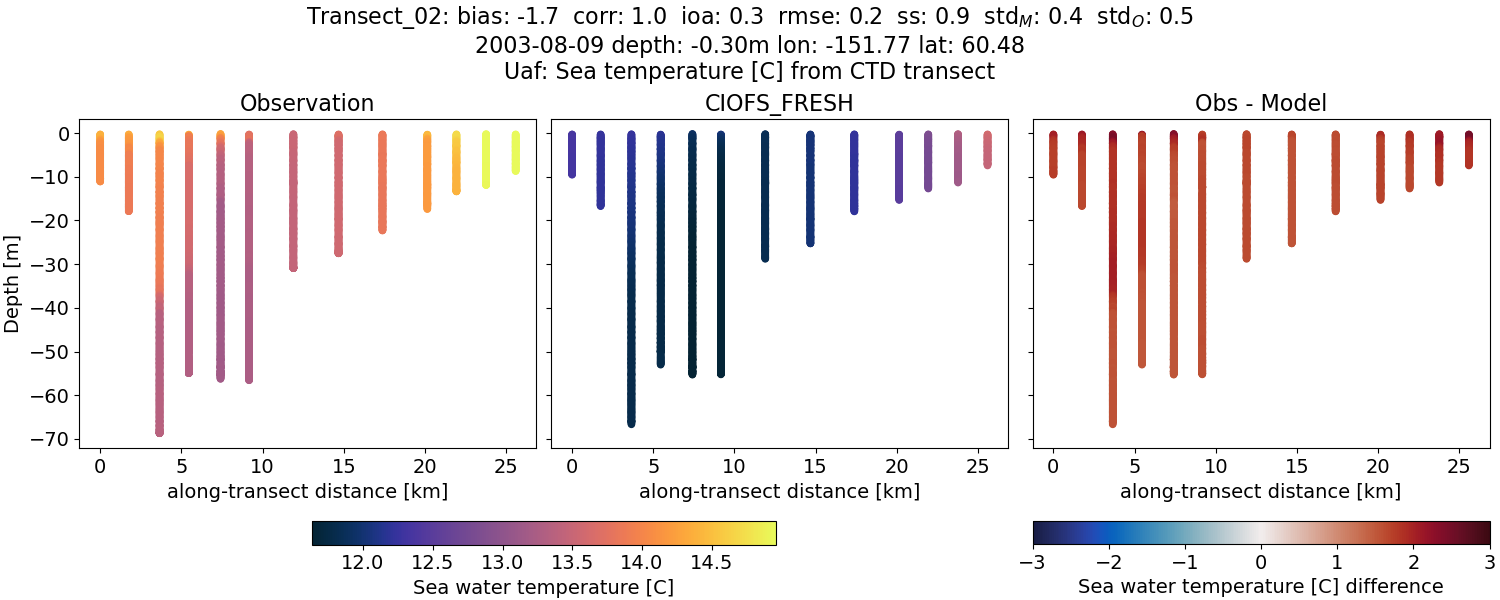 Transect_02: bias: -1.7 corr: 1.0 ioa: 0.3 rmse: 0.2 ss: 0.9 std_M: 0.4 std_O: 0.5
2003-08-09 depth: -0.30m lon: -151.77 lat: 60.48
Uaf: Sea temperature [C] from CTD transect
Observation
CIOFS_FRESH
Obs - Model
Depth [m]
0
−10
−20
−30
−40
−50
−60
−70
0 5 10 15 20 25
0 5 10 15 20 25
0 5 10 15 20 25
along-transect distance [km]
along-transect distance [km]
along-transect distance [km]
12.0 12.5 13.0 13.5 14.0 14.5
Sea water temperature [C]
−3 −2 −1 0 1 2 3
Sea water temperature [C] difference